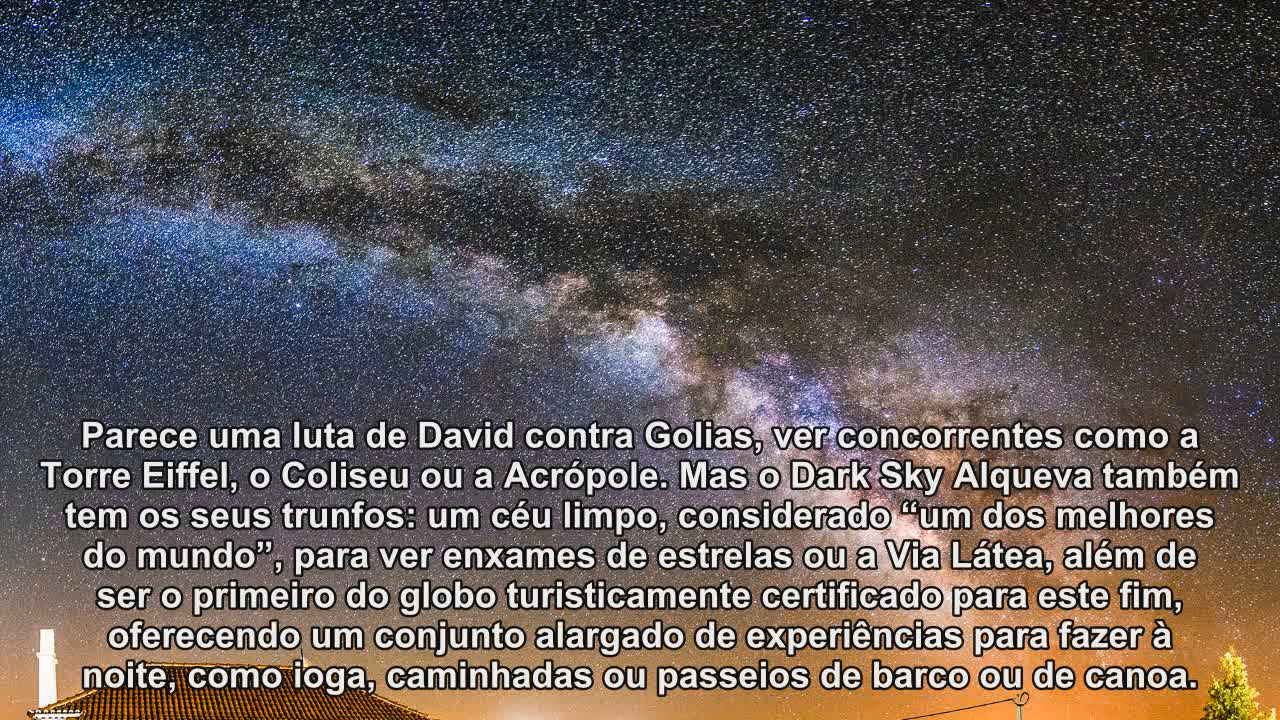 Parece uma luta de David contra Golias, ver concorrentes como a
Torre Eiffel, o Coliseu ou a Acrópole. Mas o Dark Sky Alqueva também
tem os seus trunfos: um céu limpo, considerado “um dos melhores
do mundo”, para ver enxames de estrelas ou a Via Látea, além de
ser o primeiro do globo turisticamente certificado para este fim,
oferecendo um conjunto alargado de experiências para fazer à
noite, como ioga, caminhadas ou passeios de barco ou de canoa.